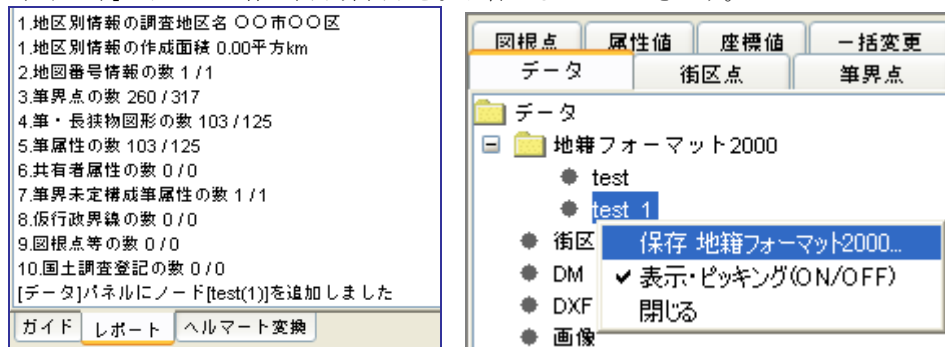 1.地区別情報の調査地区名 〇〇市〇〇区
1.地区別情報の作成面積 0.00平方km
2.地図番号情報の数 1 / 1
3.筆界点の数 260 / 317
4.筆・長狭物図形の数 103 / 125
5.筆属性の数 103 / 125
6.共有者属性の数 0 / 0
7.筆界未定構成筆属性の数 1 / 1
8.仮行政界線の数 0 / 0
9.図根点等の数 0 / 0
10.国土調査登記の数 0 / 0
[データ]パネルにノード[test(1)]を追加しました
ガイド レポート ヘルマート変換
図根点 属性値 座標値 一括変更
データ 街区点 筆界点
データ
地籍フォーマット2000
test
test_1
街区
DM
DXF
画像
保存 地籍フォーマット2000...
表示・ピッキング(ON/OFF)
閉じる